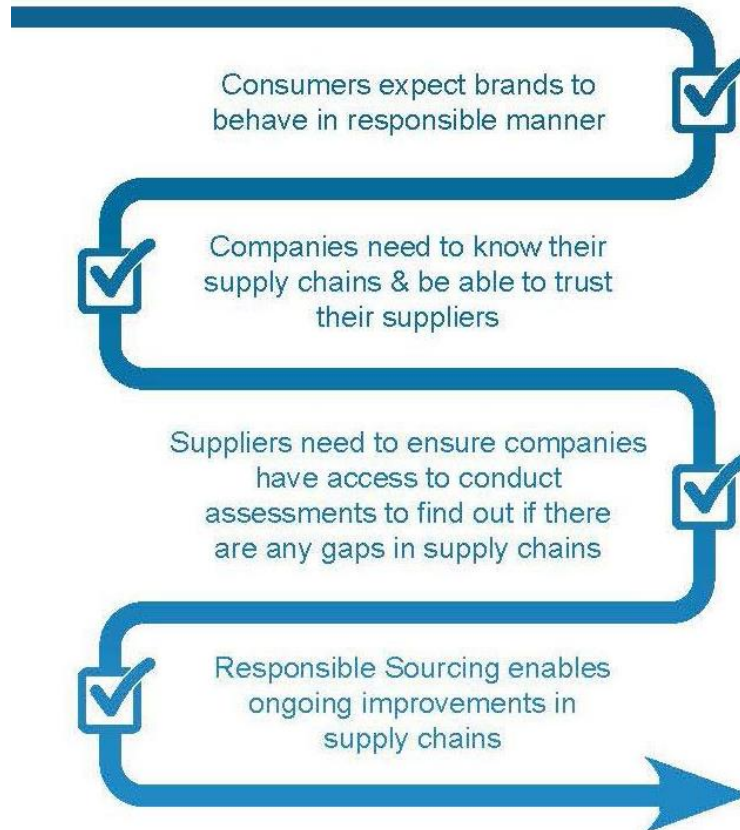 Consumers expect brands to
behave in responsible manner
Companies need to know their
supply chains & be able to trust
their suppliers
Suppliers need to ensure companies
have access to conduct
assessments to find out if there
are any gaps in supply chains
Responsible Sourcing enables
ongoing improvements in
supply chains